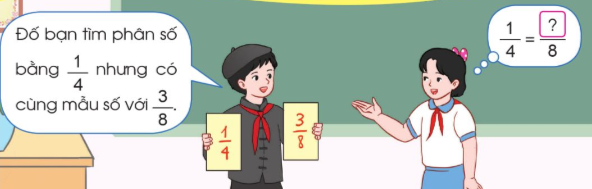 Đố bạn tìm phân số
bằng 1/4 nhưng có
cùng mẫu số với 3/8.
1/4
3/8
1/4 = ?/8